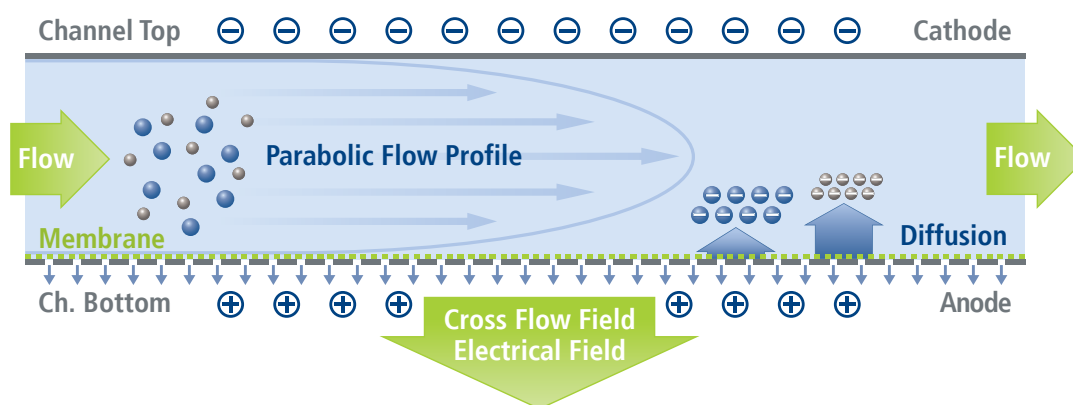 Channel Top
Cathode
Flow
Parabolic Flow Profile
Flow
Membrane
Diffusion
Ch. Bottom
Anode
Cross Flow Field
Electrical Field